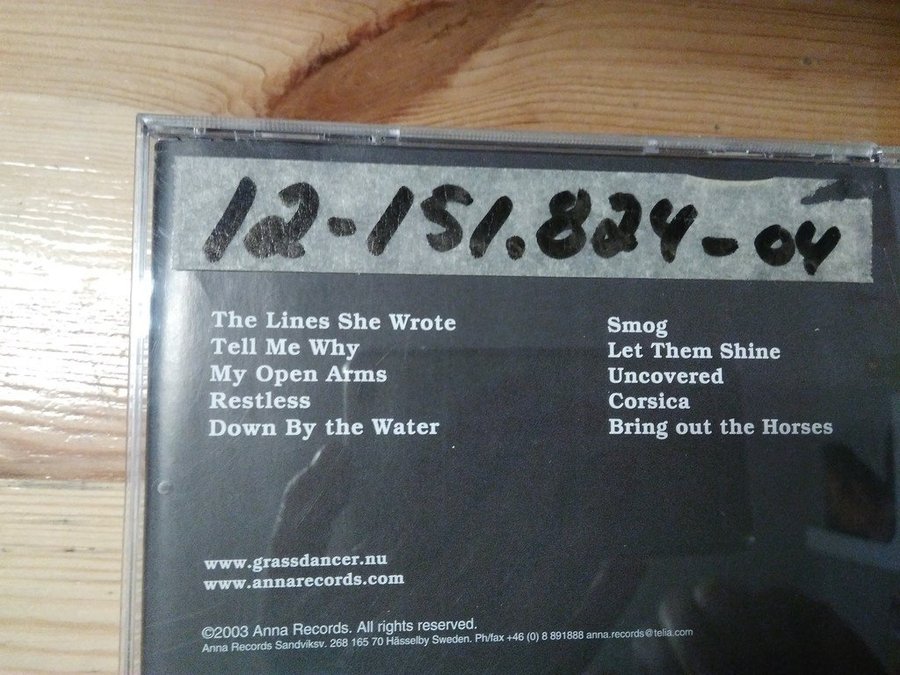 12-151.824-04
The Lines She Wrote
Tell Me Why
My Open Arms
Restless
Down By the Water
Smog
Let Them Shine
Uncovered
Corsica
Bring out the Horses
www.grassdancer.nu
www.annarecords.com
©2003 Anna Records. All rights reserved.
Anna Records Sandviksv. 268 165 70 Hässelby Sweden. Ph/fax +46 (0) 8 891888 anna.records@telia.com